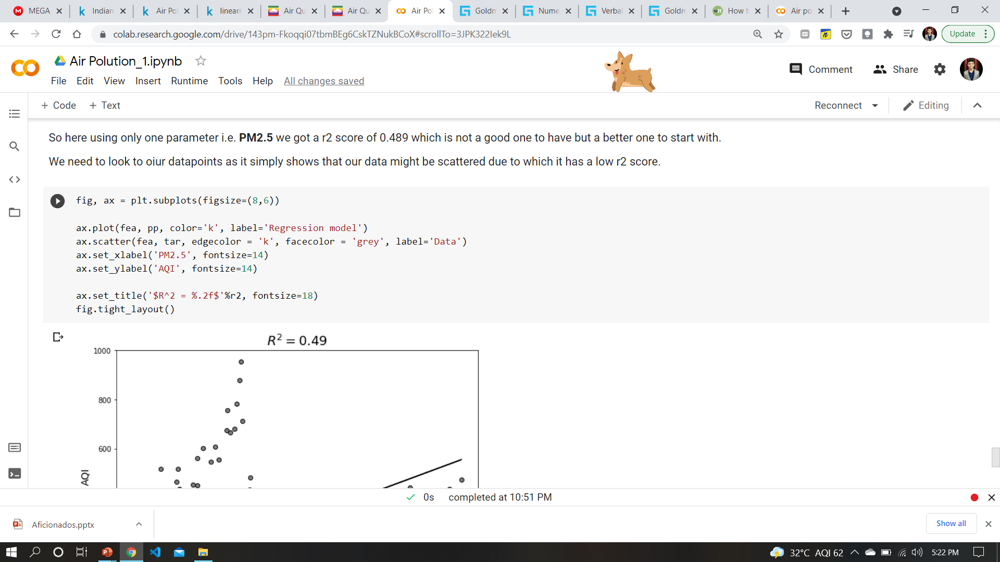 MEGA
Indian
Air Pol
linearr
Air Qu
Air Qu
Air Pol
Goldm
Nume
Verbal
Goldm
wH
How t
Air po
colab.research.google.com/drive/143pm-Fkoqqi07tbmBEg6CskTZNukBCoX#scrollTo=3JPK322Iek9L
Update
Air Polution_1.ipynb
File Edit View Insert Runtime Tools Help All changes saved
Comment
Share
+ Code + Text
Reconnect
Editing
So here using only one parameter i.e. PM2.5 we got a r2 score of 0.489 which is not a good one to have but a better one to start with.
We need to look to oiur datapoints as it simply shows that our data might be scattered due to which it has a low r2 score.
fig, ax = plt.subplots(figsize=(8,6))
ax.plot(fea, pp, color='k', label='Regression model')
ax.scatter(fea, tar, edgecolor = 'k', facecolor = 'grey', label='Data')
ax.set_xlabel('PM2.5', fontsize=14)
ax.set_ylabel('AQI', fontsize=14)
ax.set_title('$R^2 = %.2f$'%r2, fontsize=18)
fig.tight_layout()
R² = 0.49
1000
800
600
AQI
0s completed at 10:51 PM
Aficionados.pptx
Show all
32°C AQI 62
5:22 PM